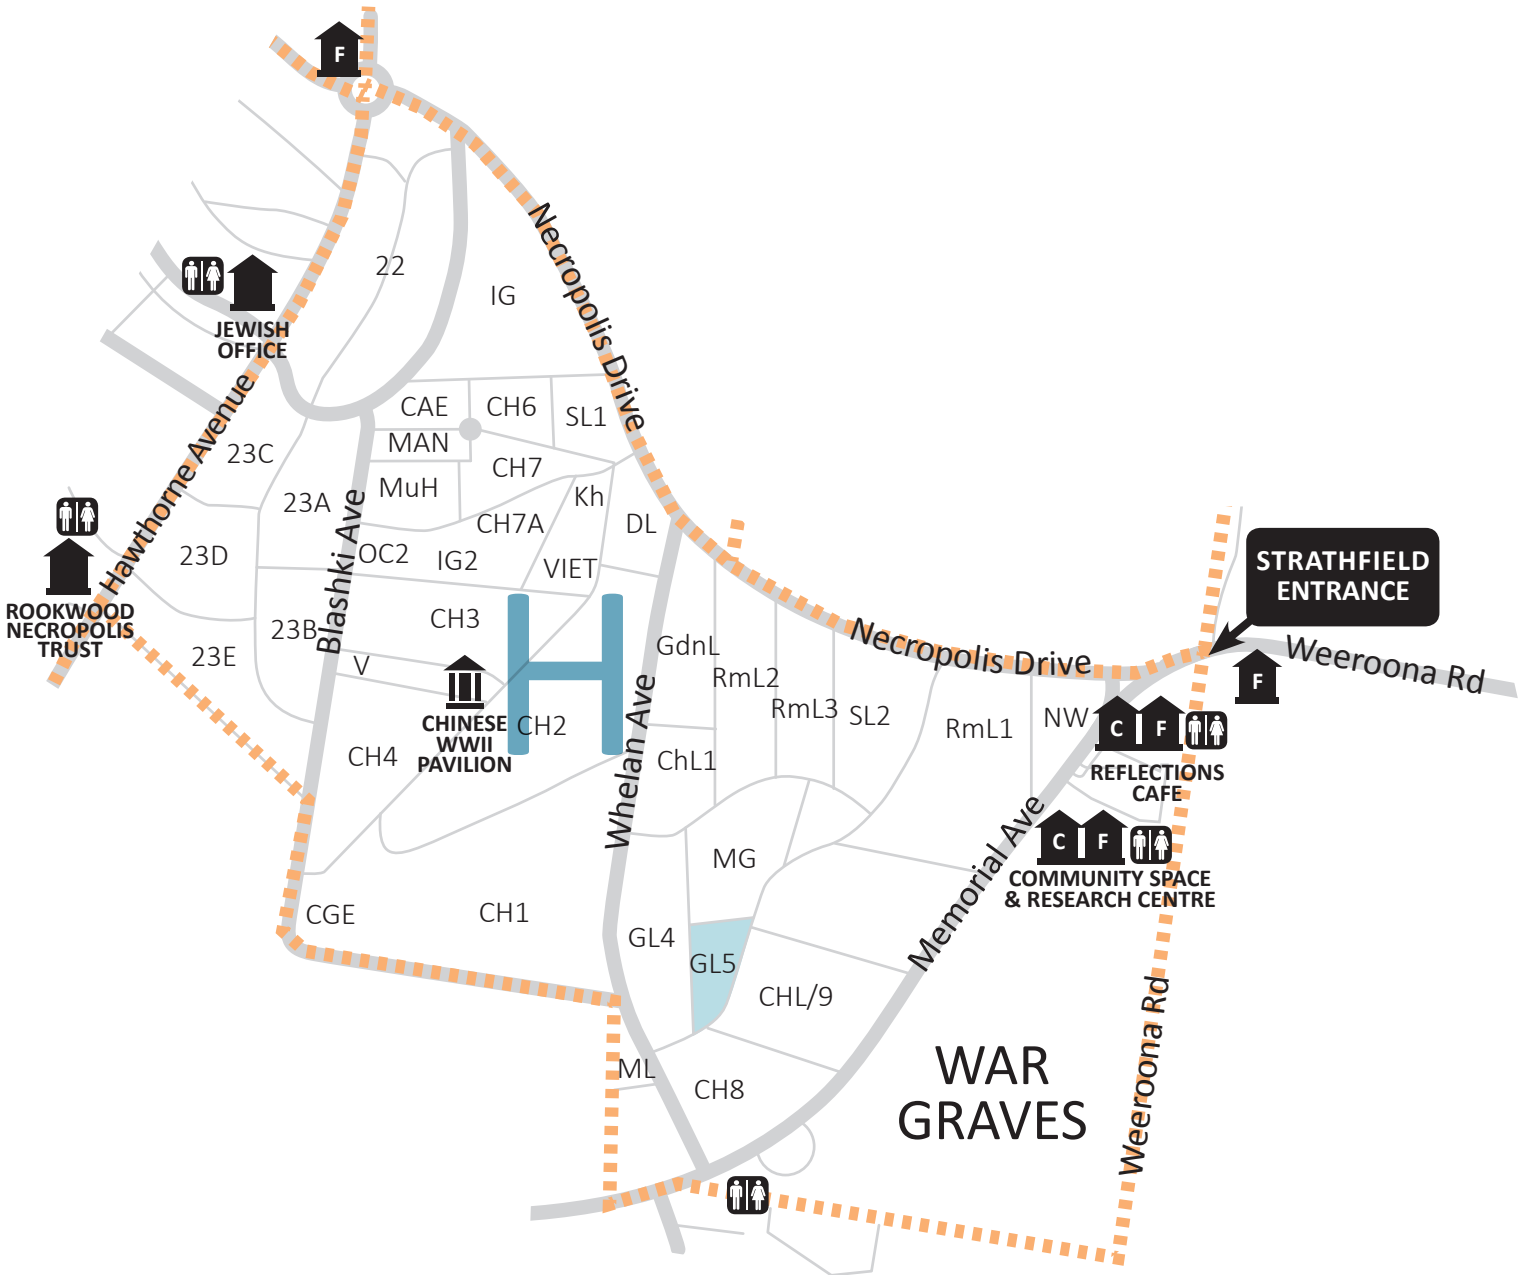 F
22
IG
Necropolis Drive
JEWISH
OFFICE
Hawthorne Avenue
CAE
CH6
SL1
MAN
23C
CH7
MuH
23A
Kh
CH7A
DL
Blashki Ave
OC2
IG2
VIET
23D
ROOKWOOD
NECROPOLIS
TRUST
STRATHFIELD
ENTRANCE
CH3
23B
23E
V
H
GdnL
RmL2
RmL3
SL2
RmL1
NW
Necropolis Drive
Weeroona Rd
F
C
F
REFLECTIONS
CAFE
CHINESE
WWII
PAVILION
CH2
CH4
ChL1
Whelan Ave
MG
Memorial Ave
C
F
COMMUNITY SPACE
& RESEARCH CENTRE
CGE
CH1
GL4
GL5
CHL/9
Weeroona Rd
ML
CH8
WAR
GRAVES